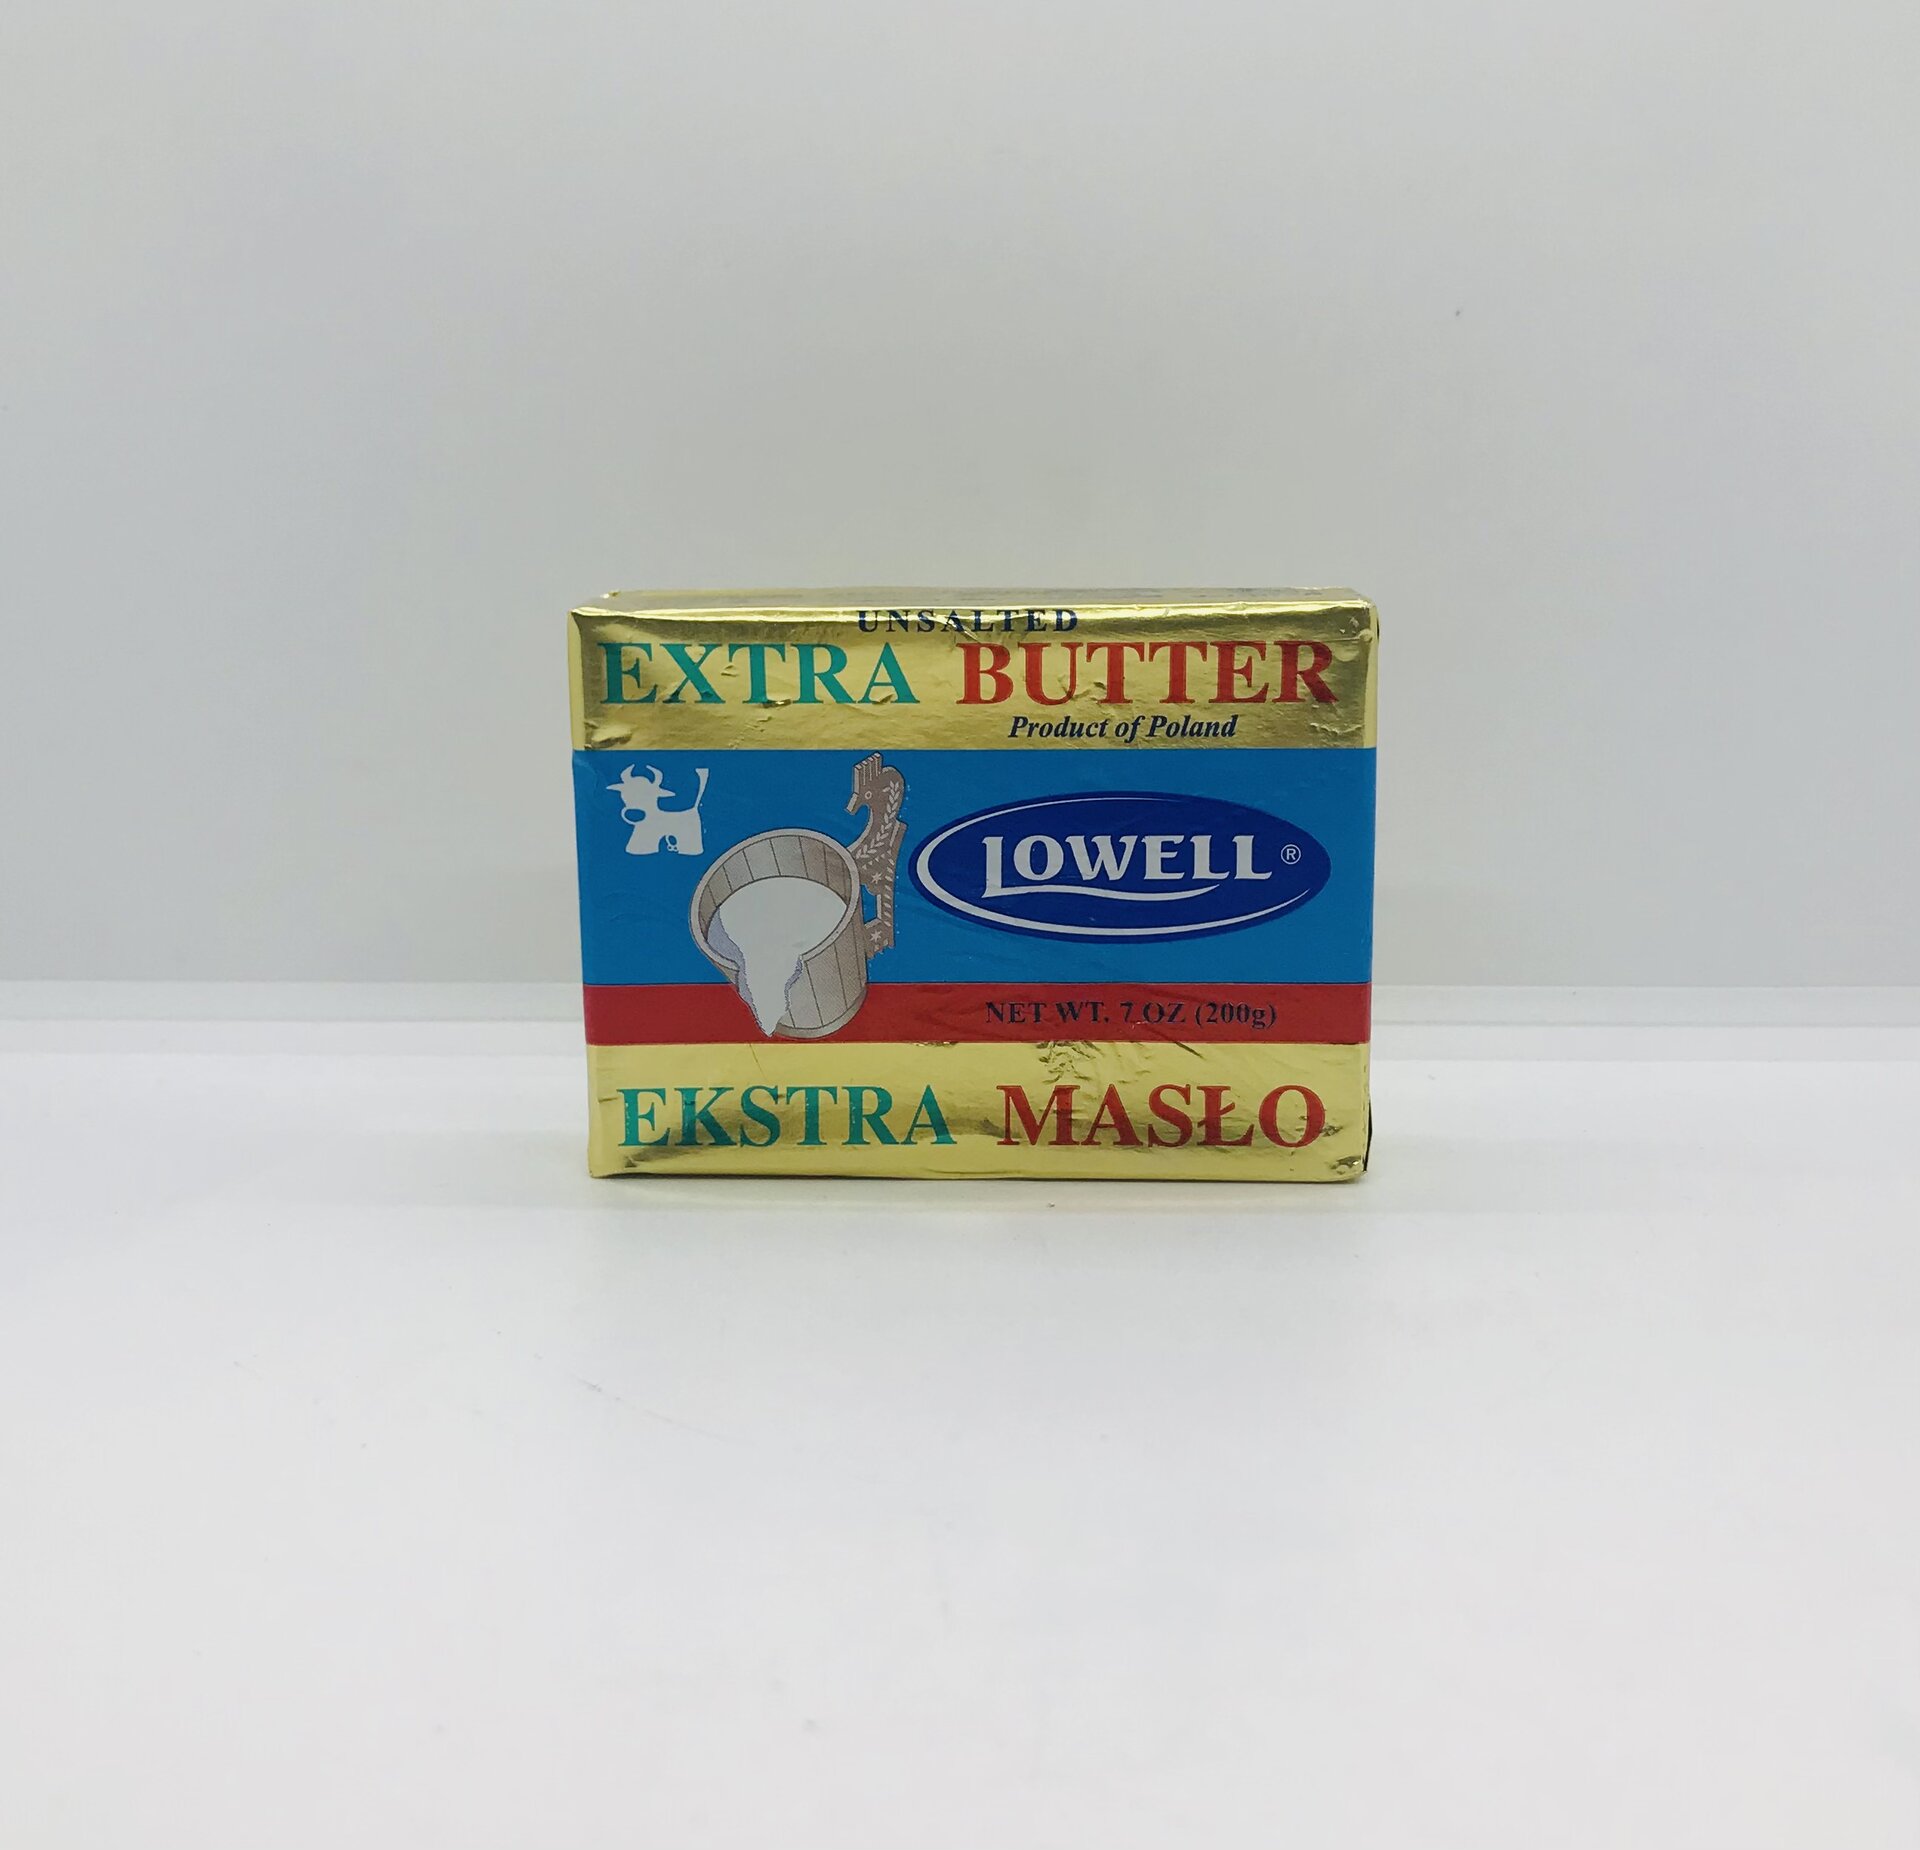 UNSALTED
EXTRA BUTTER
Product of Poland
LOWELL®
NET WT. 7 OZ (200g)
EKSTRA MASŁO